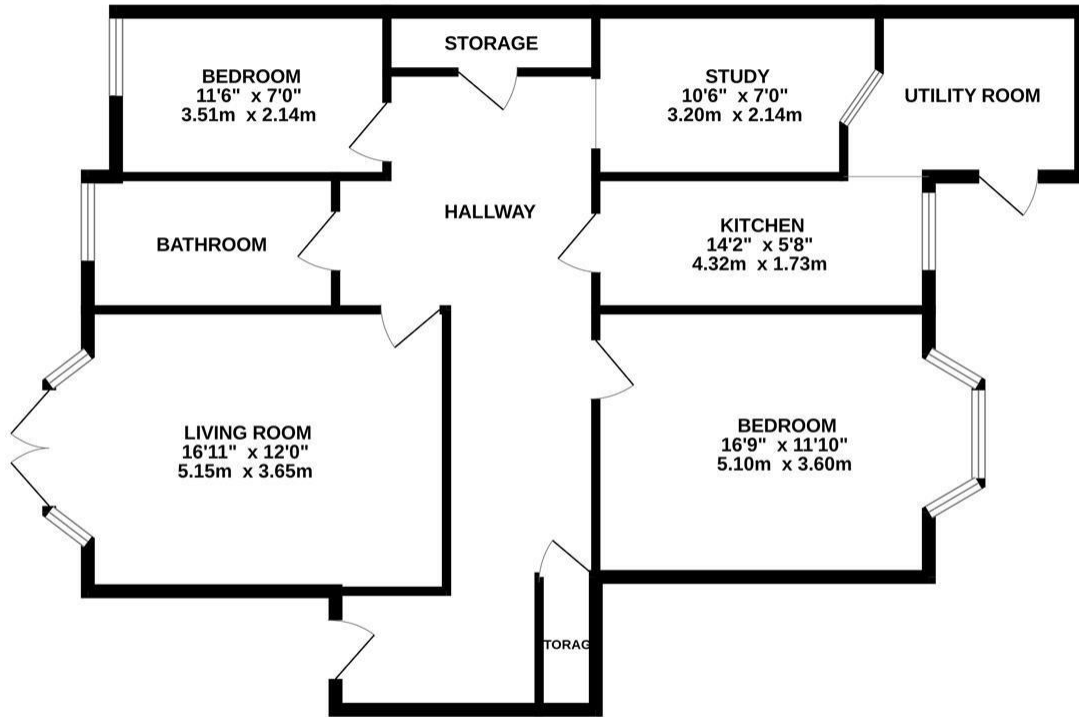 STORAGE
BEDROOM
11'6" x 7'0"
3.51m x 2.14m
STUDY
10'6" x 7'0"
3.20m x 2.14m
UTILITY ROOM
HALLWAY
BATHROOM
KITCHEN
14'2" x 5'8"
4.32m x 1.73m
LIVING ROOM
16'11" x 12'0"
5.15m x 3.65m
BEDROOM
16'9" x 11'10"
5.10m x 3.60m
TORAG